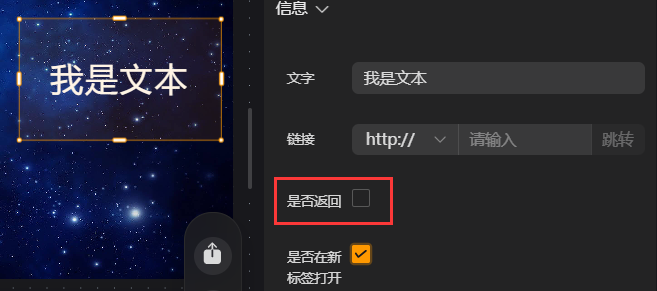 信息
我是文本
文字 我是文本
链接 http:// 请输入 跳转
是否返回
是否在新
标签打开